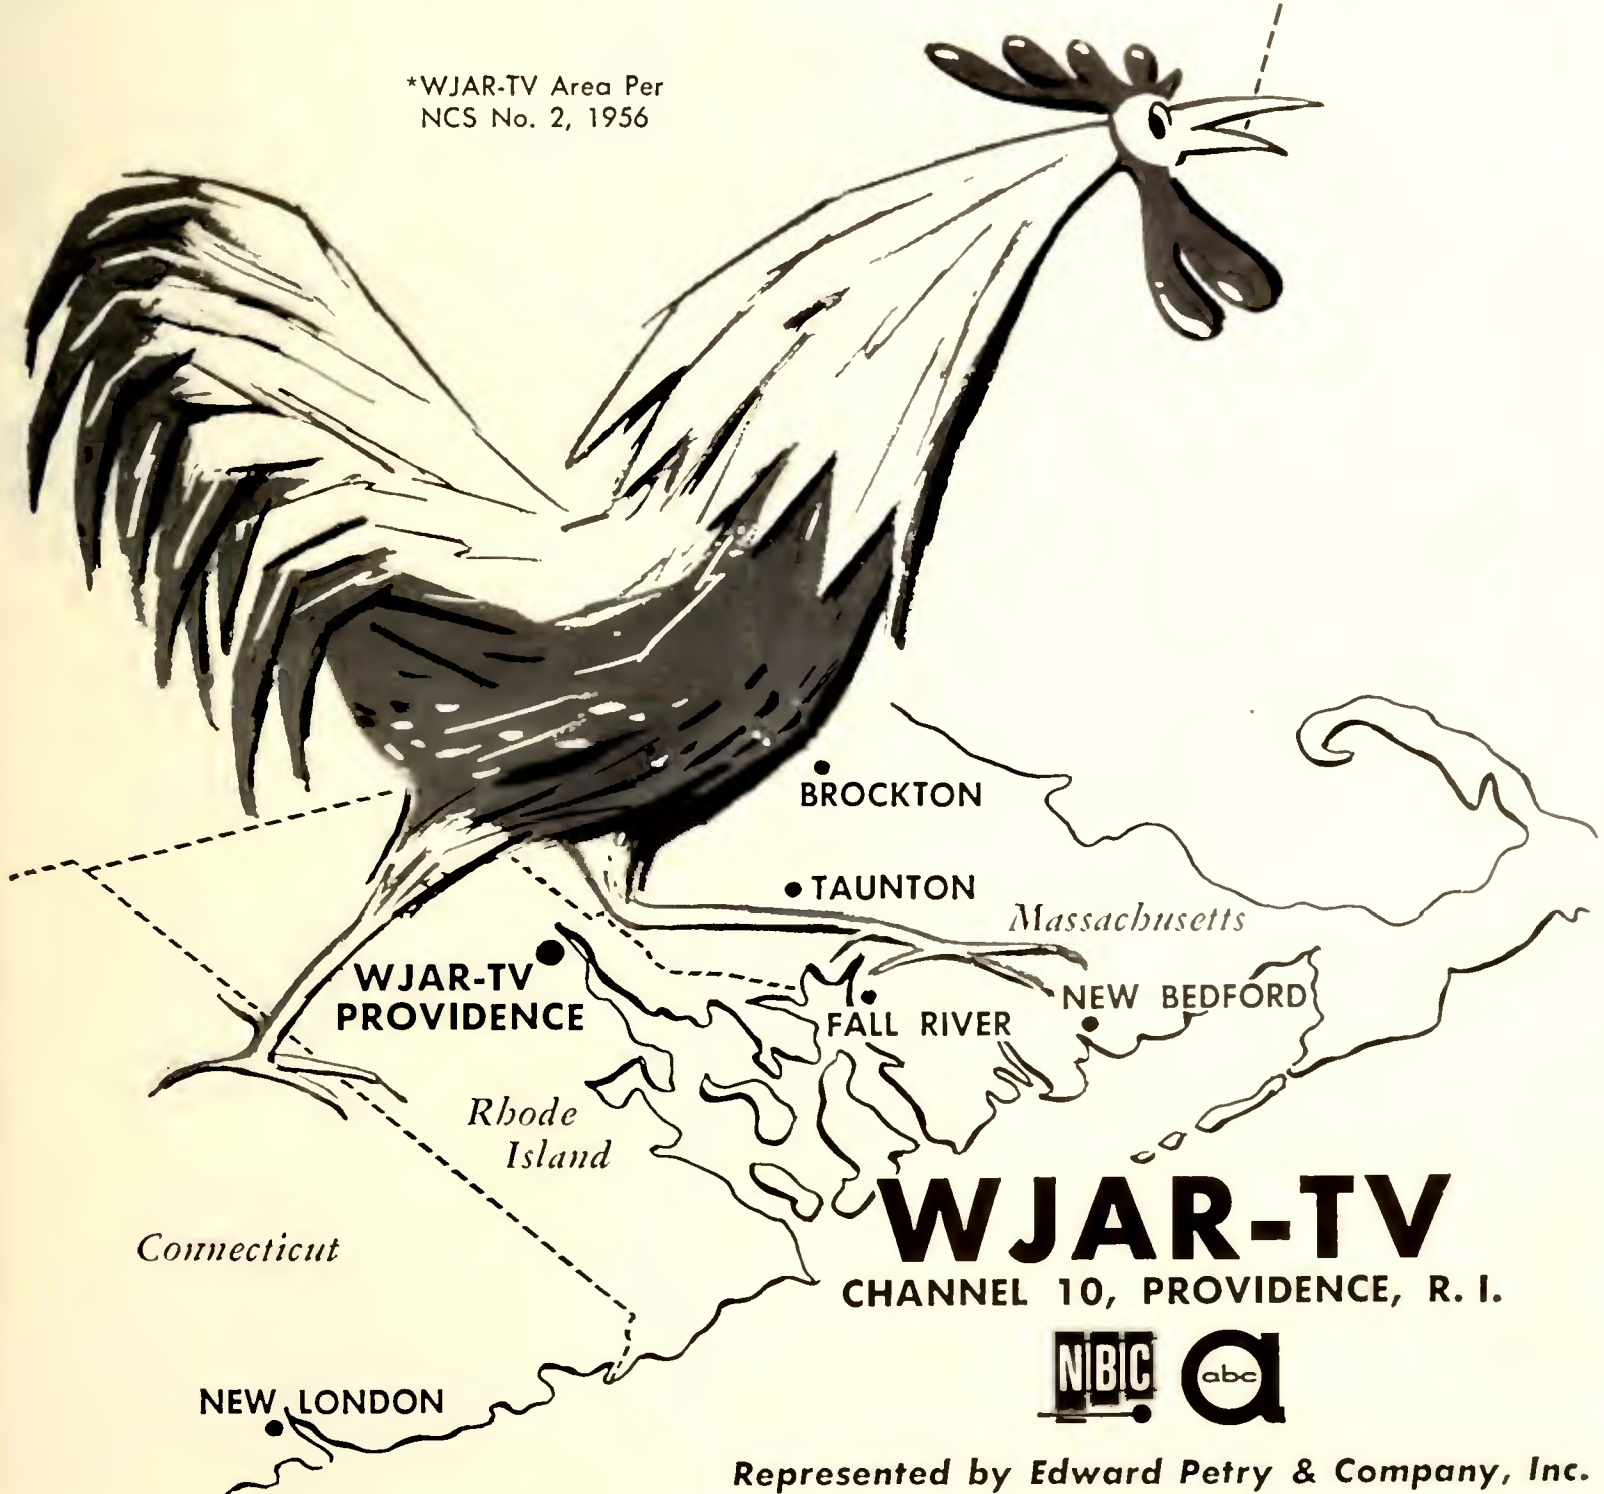 *WJAR-TV Area Per
NCS No. 2, 1956
BROCKTON
TAUNTON
Massachusetts
WJAR-TV
PROVIDENCE
NEW BEDFORD
FALL RIVER
Rhode
Island
Connecticut
WJAR-TV
CHANNEL 10, PROVIDENCE, R. I.
NBC
abc
NEW LONDON
Represented by Edward Petry & Company, Inc.